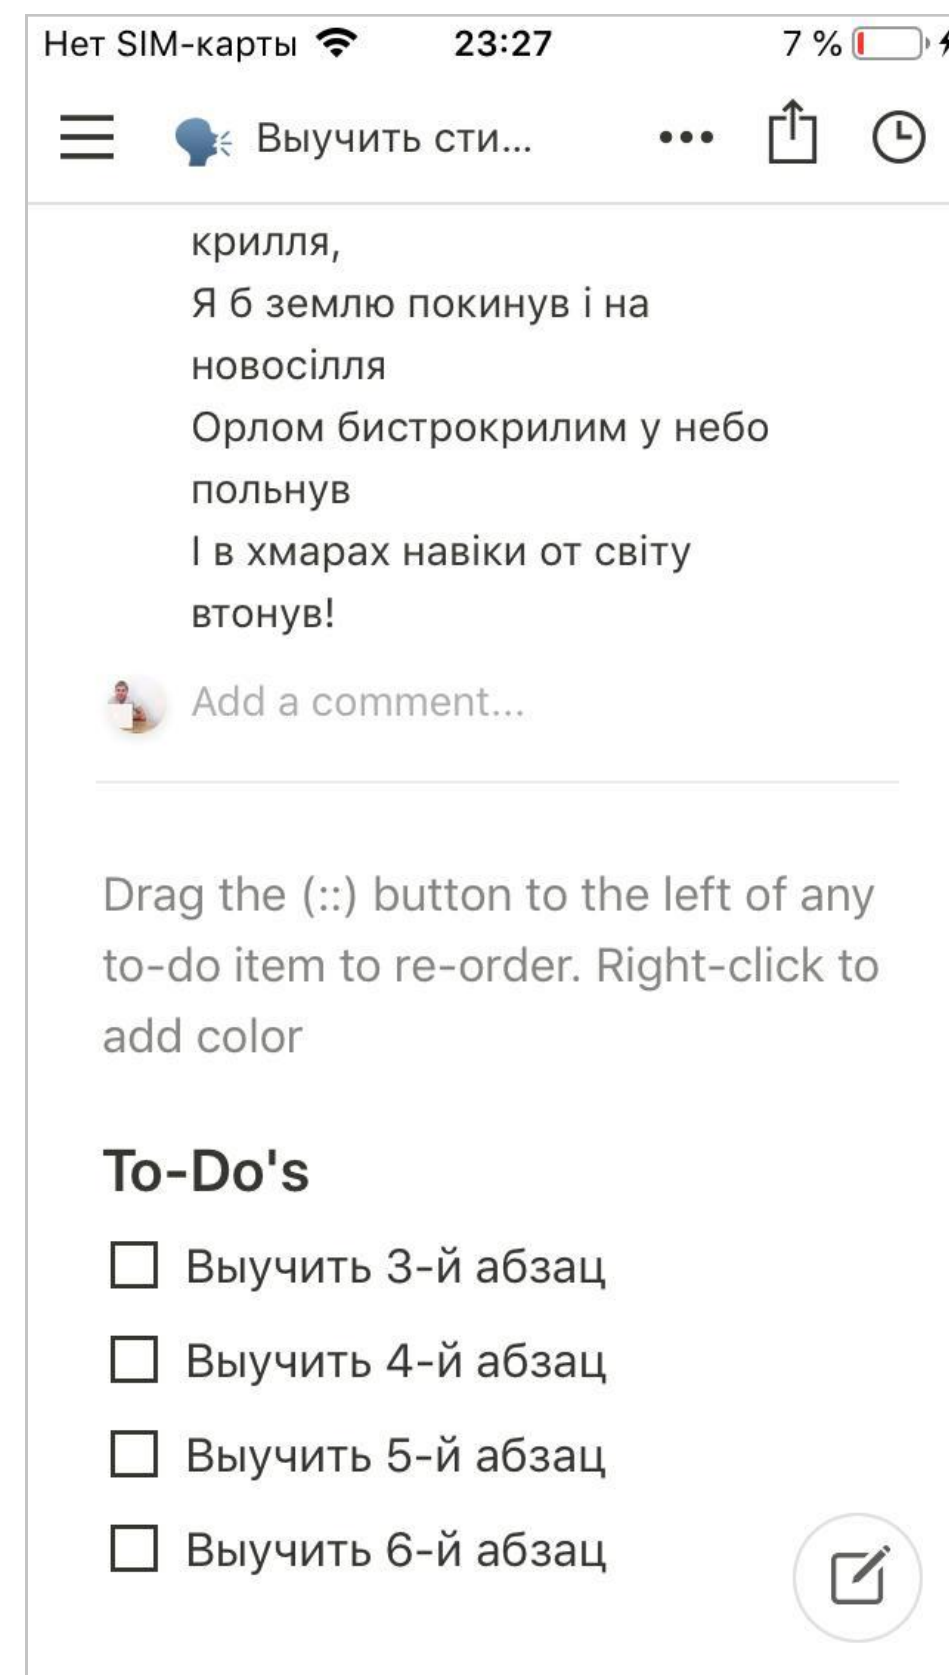 Нет SIM-карты 23:27 7 %
Выучить сти...
крилля,
Я б землю покинув і на
новосілля
Орлом бистрокрилим у небо
польнув
І в хмарах навіки от світу
втонув!
Add a comment...
Drag the (::) button to the left of any
to-do item to re-order. Right-click to
add color
To-Do's
Выучить 3-й абзац
Выучить 4-й абзац
Выучить 5-й абзац
Выучить 6-й абзац